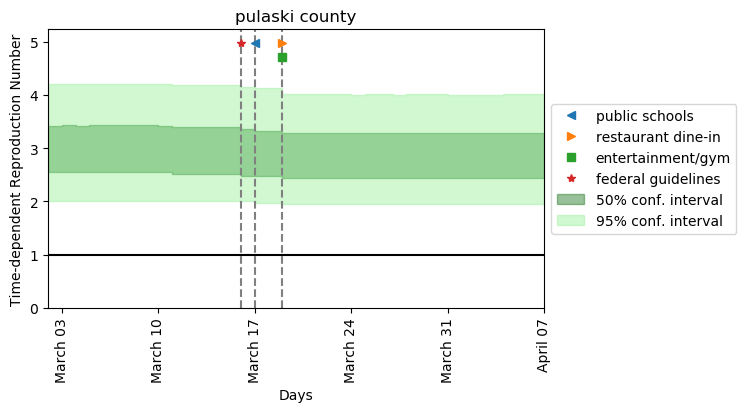 pulaski county
Time-dependent Reproduction Number
5
4
3
2
1
0
March 03
March 10
March 17
March 24
March 31
April 07
Days
public schools
restaurant dine-in
entertainment/gym
federal guidelines
50% conf. interval
95% conf. interval